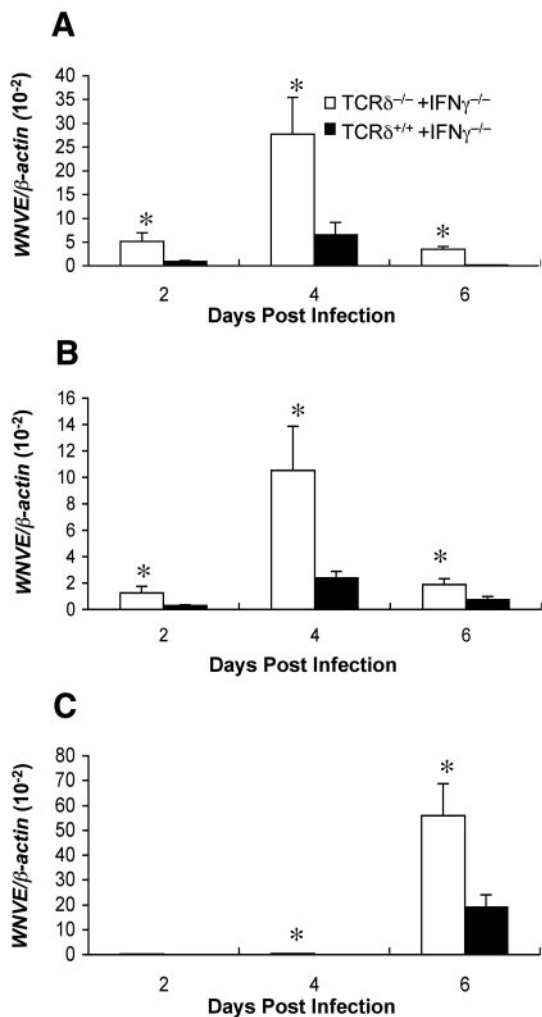 A
WNVE/β-actin (10⁻²)
40
35
30
25
20
15
10
5
0
*
*
*
TCRδ⁻/⁻ +IFNγ⁻/⁻
TCRδ⁺/⁺ +IFNγ⁻/⁻
2 4 6
Days Post Infection
B
WNVE/β-actin (10⁻²)
16
14
12
10
8
6
4
2
0
*
*
*
2 4 6
Days Post Infection
C
WNVE/β-actin (10⁻²)
80
70
60
50
40
30
20
10
0
*
*
2 4 6
Days Post Infection